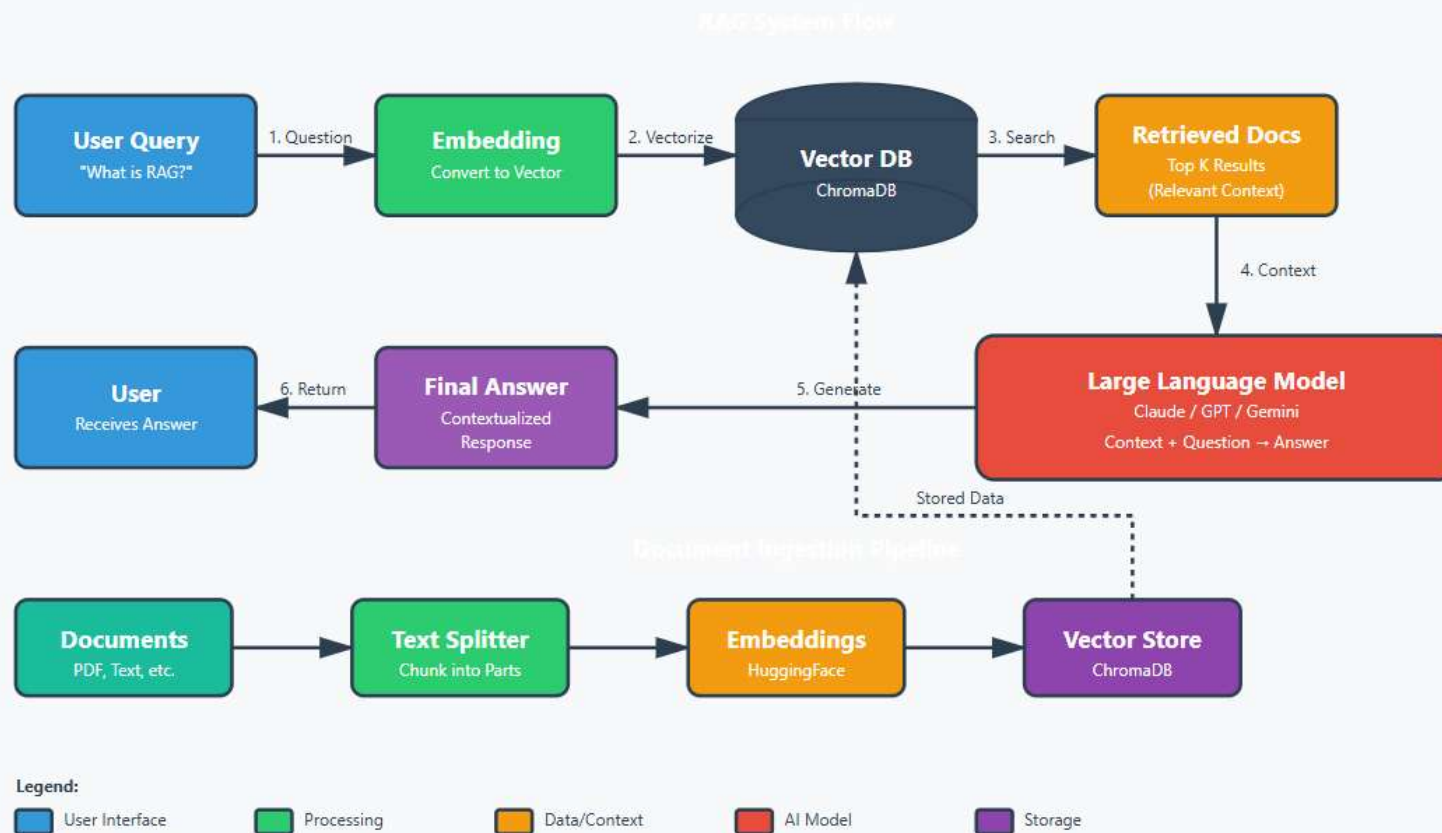 RAG System Flow
User Query
"What is RAG?"
1. Question
Embedding
Convert to Vector
2. Vectorize
Vector DB
ChromaDB
3. Search
Retrieved Docs
Top K Results
(Relevant Context)
4. Context
User
Receives Answer
6. Return
Final Answer
Contextualized
Response
5. Generate
Large Language Model
Claude / GPT / Gemini
Context + Question → Answer
Stored Data
Document Ingestion Pipeline
Documents
PDF, Text, etc.
Text Splitter
Chunk into Parts
Embeddings
HuggingFace
Vector Store
ChromaDB
Legend:
User Interface
Processing
Data/Context
AI Model
Storage